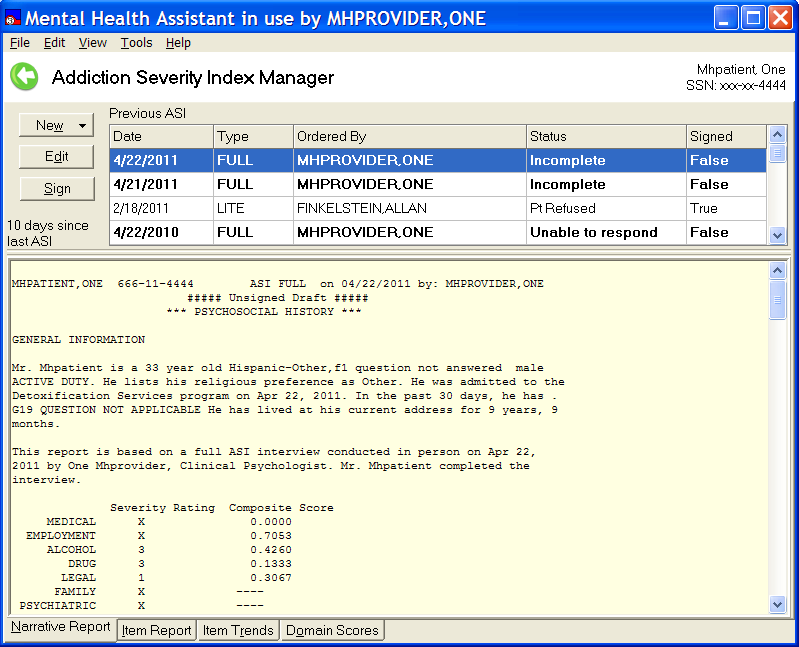 Mental Health Assistant in use by MHPROVIDER,ONE
File Edit View Tools Help
Addiction Severity Index Manager
Mhpatient, One
SSN: xxx-xx-4444
New
Edit
Sign
10 days since
last ASI
Previous ASI
Date Type Ordered By Status Signed
4/22/2011 FULL MHPROVIDER,ONE Incomplete False
4/21/2011 FULL MHPROVIDER,ONE Incomplete False
2/18/2011 LITE FINKELSTEIN,ALLAN Pt Refused True
4/22/2010 FULL MHPROVIDER,ONE Unable to respond False
MHPATIENT,ONE 666-11-4444 ASI FULL on 04/22/2011 by: MHPROVIDER,ONE
##### Unsigned Draft #####
*** PSYCHOSOCIAL HISTORY ***
GENERAL INFORMATION
Mr. Mhpatient is a 33 year old Hispanic-Other,f1 question not answered male
ACTIVE DUTY. He lists his religious preference as Other. He was admitted to the
Detoxification Services program on Apr 22, 2011. In the past 30 days, he has .
G19 QUESTION NOT APPLICABLE He has lived at his current address for 9 years, 9
months.
This report is based on a full ASI interview conducted in person on Apr 22,
2011 by One Mhprovider, Clinical Psychologist. Mr. Mhpatient completed the
interview.
Severity Rating Composite Score
MEDICAL X 0.0000
EMPLOYMENT X 0.7053
ALCOHOL 3 0.4260
DRUG 3 0.1333
LEGAL 1 0.3067
FAMILY X ----
PSYCHIATRIC X ----
Narrative Report Item Report Item Trends Domain Scores